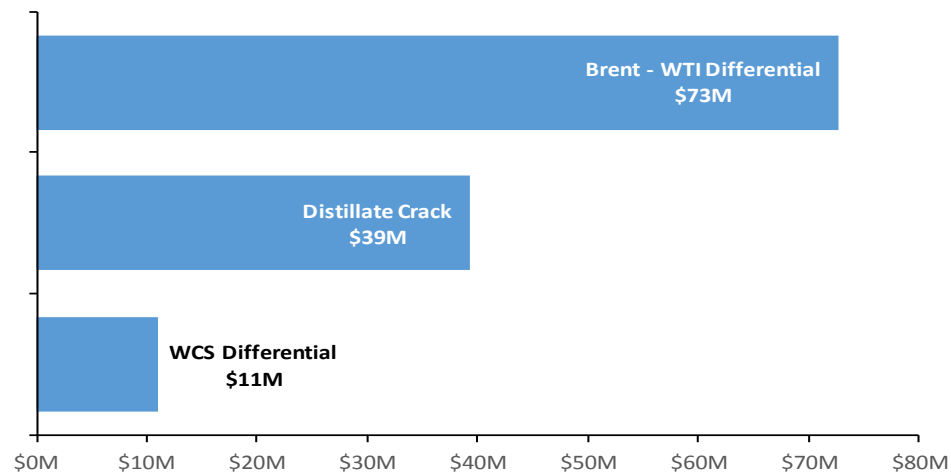 Brent - WTI Differential
$73M
Distillate Crack
$39M
WCS Differential
$11M
$0M $10M $20M $30M $40M $50M $60M $70M $80M